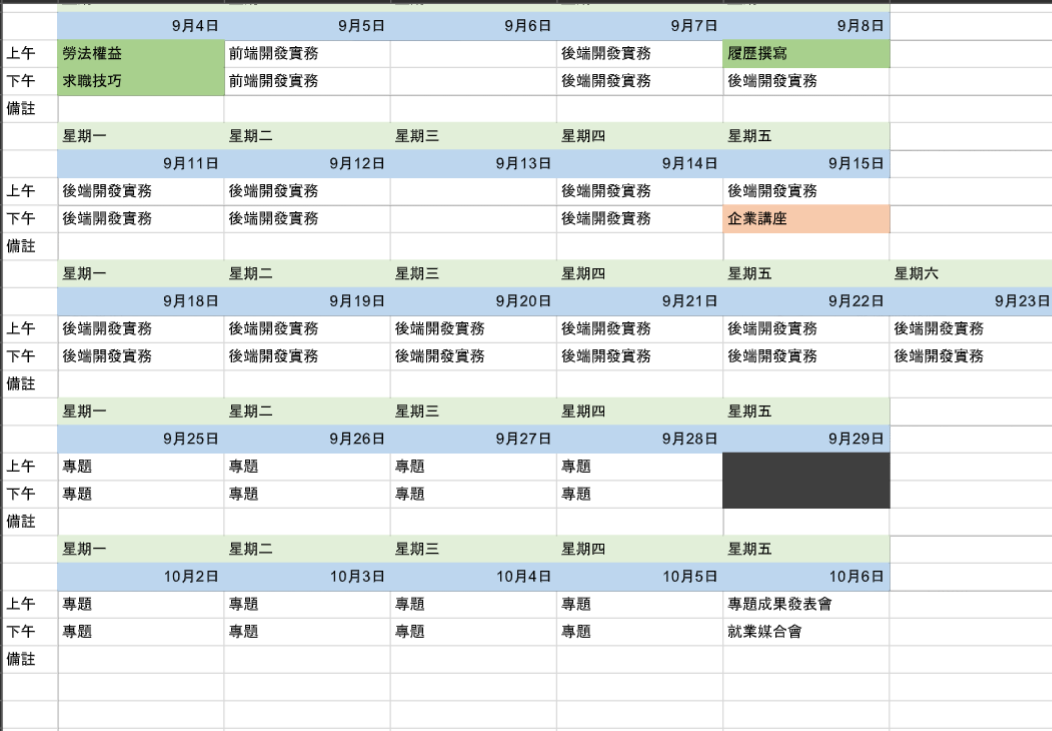 9月4日 9月5日 9月6日 9月7日 9月8日
上午 勞法權益 前端開發實務 後端開發實務 履歷撰寫
下午 求職技巧 前端開發實務 後端開發實務 後端開發實務
備註
星期一 星期二 星期三 星期四 星期五
9月11日 9月12日 9月13日 9月14日 9月15日
上午 後端開發實務 後端開發實務 後端開發實務 後端開發實務
下午 後端開發實務 後端開發實務 後端開發實務 企業講座
備註
星期一 星期二 星期三 星期四 星期五 星期六
9月18日 9月19日 9月20日 9月21日 9月22日 9月23日
上午 後端開發實務 後端開發實務 後端開發實務 後端開發實務 後端開發實務 後端開發實務
下午 後端開發實務 後端開發實務 後端開發實務 後端開發實務 後端開發實務 後端開發實務
備註
星期一 星期二 星期三 星期四 星期五
9月25日 9月26日 9月27日 9月28日 9月29日
上午 專題 專題 專題 專題
下午 專題 專題 專題 專題
備註
星期一 星期二 星期三 星期四 星期五
10月2日 10月3日 10月4日 10月5日 10月6日
上午 專題 專題 專題 專題 專題成果發表會
下午 專題 專題 專題 專題 就業媒合會
備註